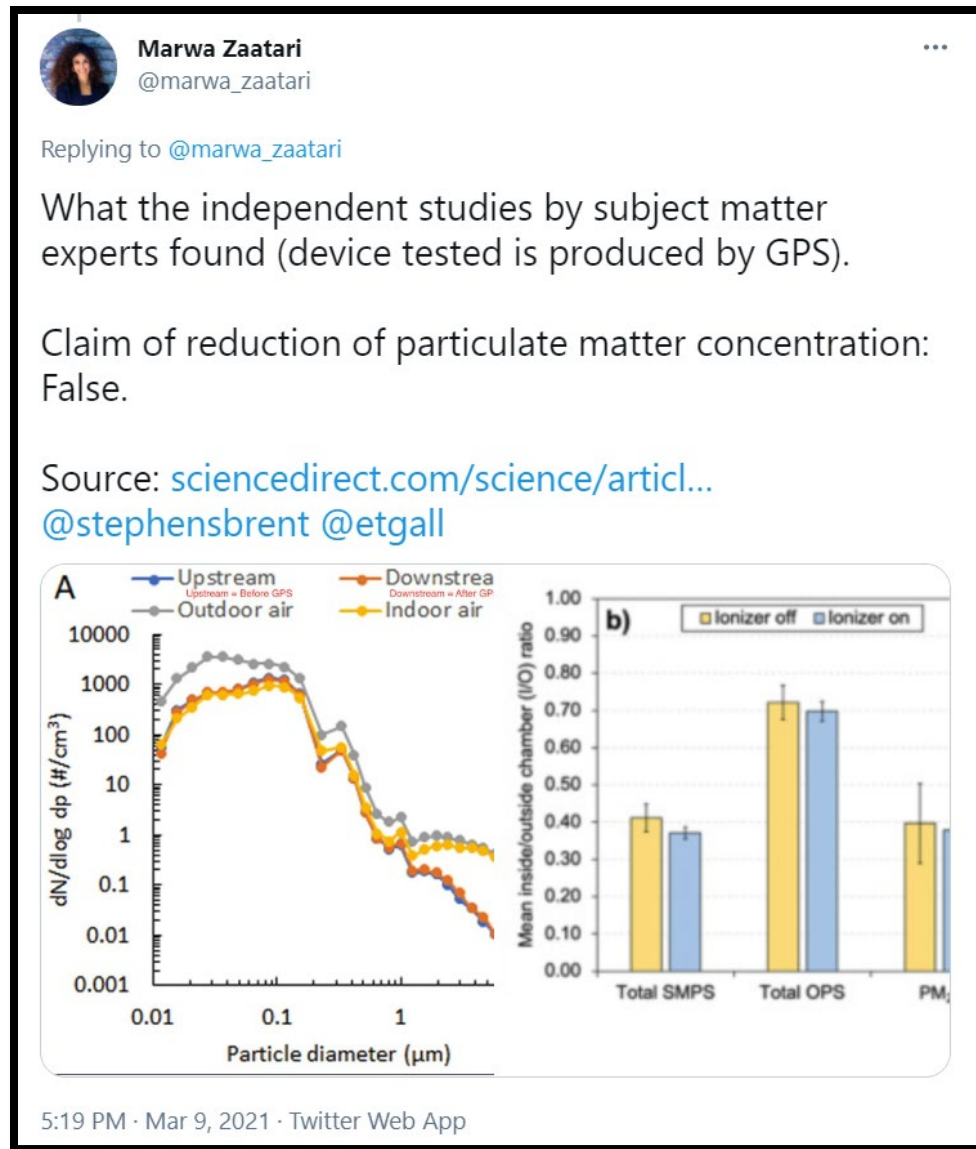 Marwa Zaatari
@marwa_zaatari
Replying to @marwa_zaatari
What the independent studies by subject matter
experts found (device tested is produced by GPS).
Claim of reduction of particulate matter concentration:
False.
Source: sciencedirect.com/science/articl...
@stephensbrent @etgall
A
Upstream
Downstrea
Upstream = Before GPS
Downstream = After GP
Outdoor air
Indoor air
10000
1000
100
10
1
0.1
0.01
0.001
dN/dlog dp (#/cm³)
0.01
0.1
1
Particle diameter (µm)
b)
Ionizer off
Ionizer on
1.00
0.90
0.80
0.70
0.60
0.50
0.40
0.30
0.20
0.10
0.00
Mean inside/outside chamber (I/O) ratio
Total SMPS
Total OPS
PM₂
5:19 PM · Mar 9, 2021 · Twitter Web App